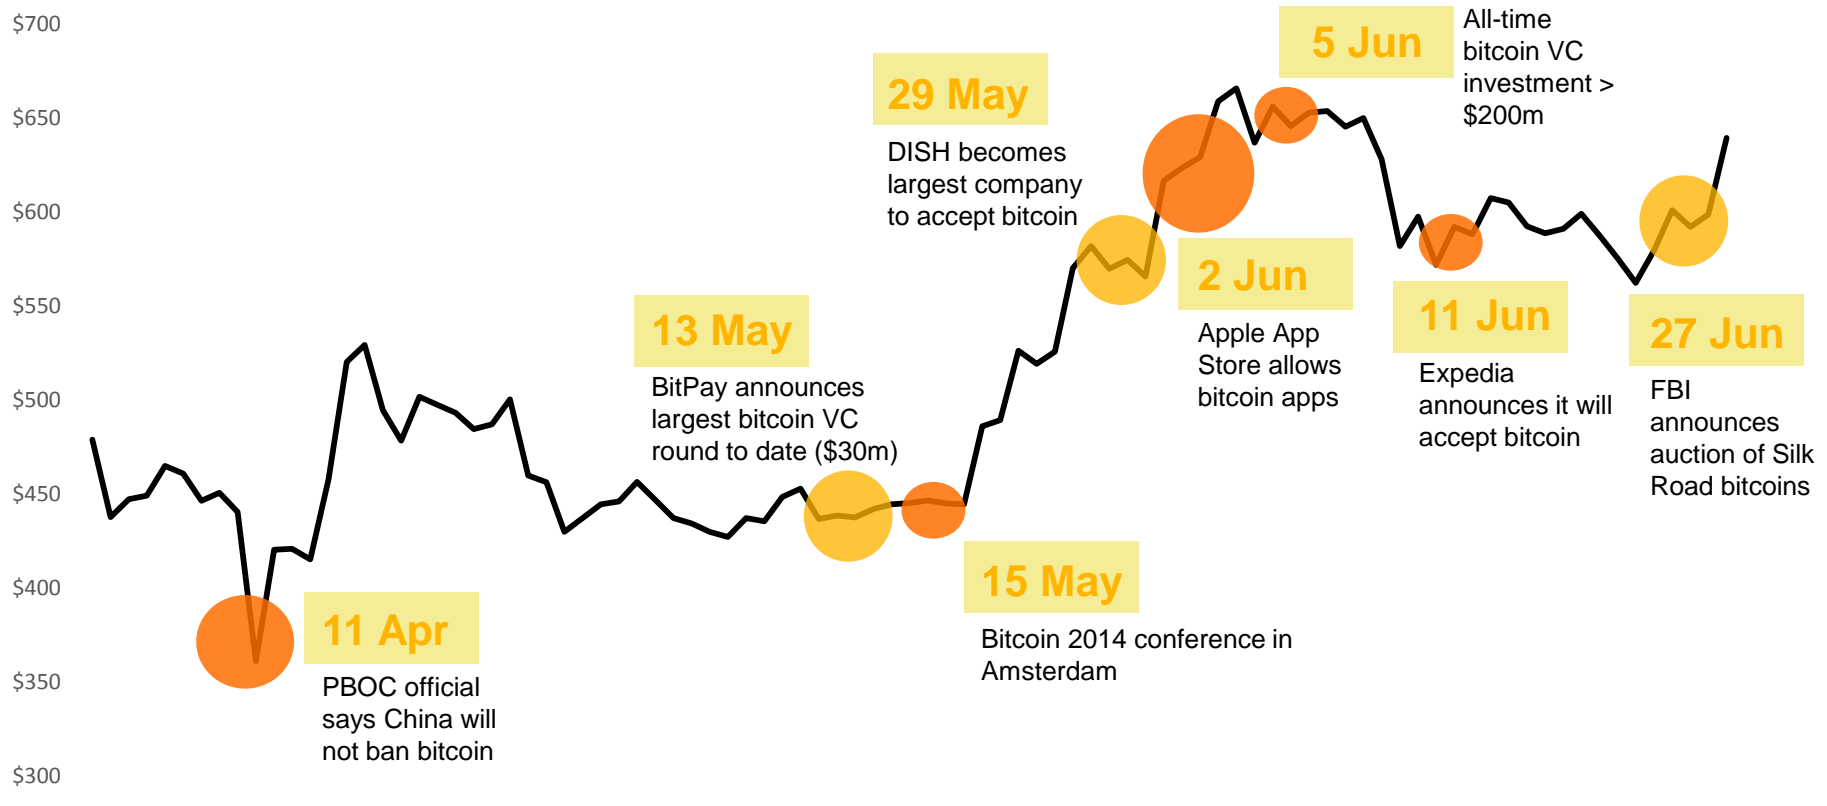 $700
$650
$600
$550
$500
$450
$400
$350
$300
11 Apr
PBOC official
says China will
not ban bitcoin
13 May
BitPay announces
largest bitcoin VC
round to date ($30m)
15 May
Bitcoin 2014 conference in
Amsterdam
29 May
DISH becomes
largest company
to accept bitcoin
2 Jun
Apple App
Store allows
bitcoin apps
5 Jun
All-time
bitcoin VC
investment >
$200m
11 Jun
Expedia
announces it will
accept bitcoin
27 Jun
FBI
announces
auction of Silk
Road bitcoins